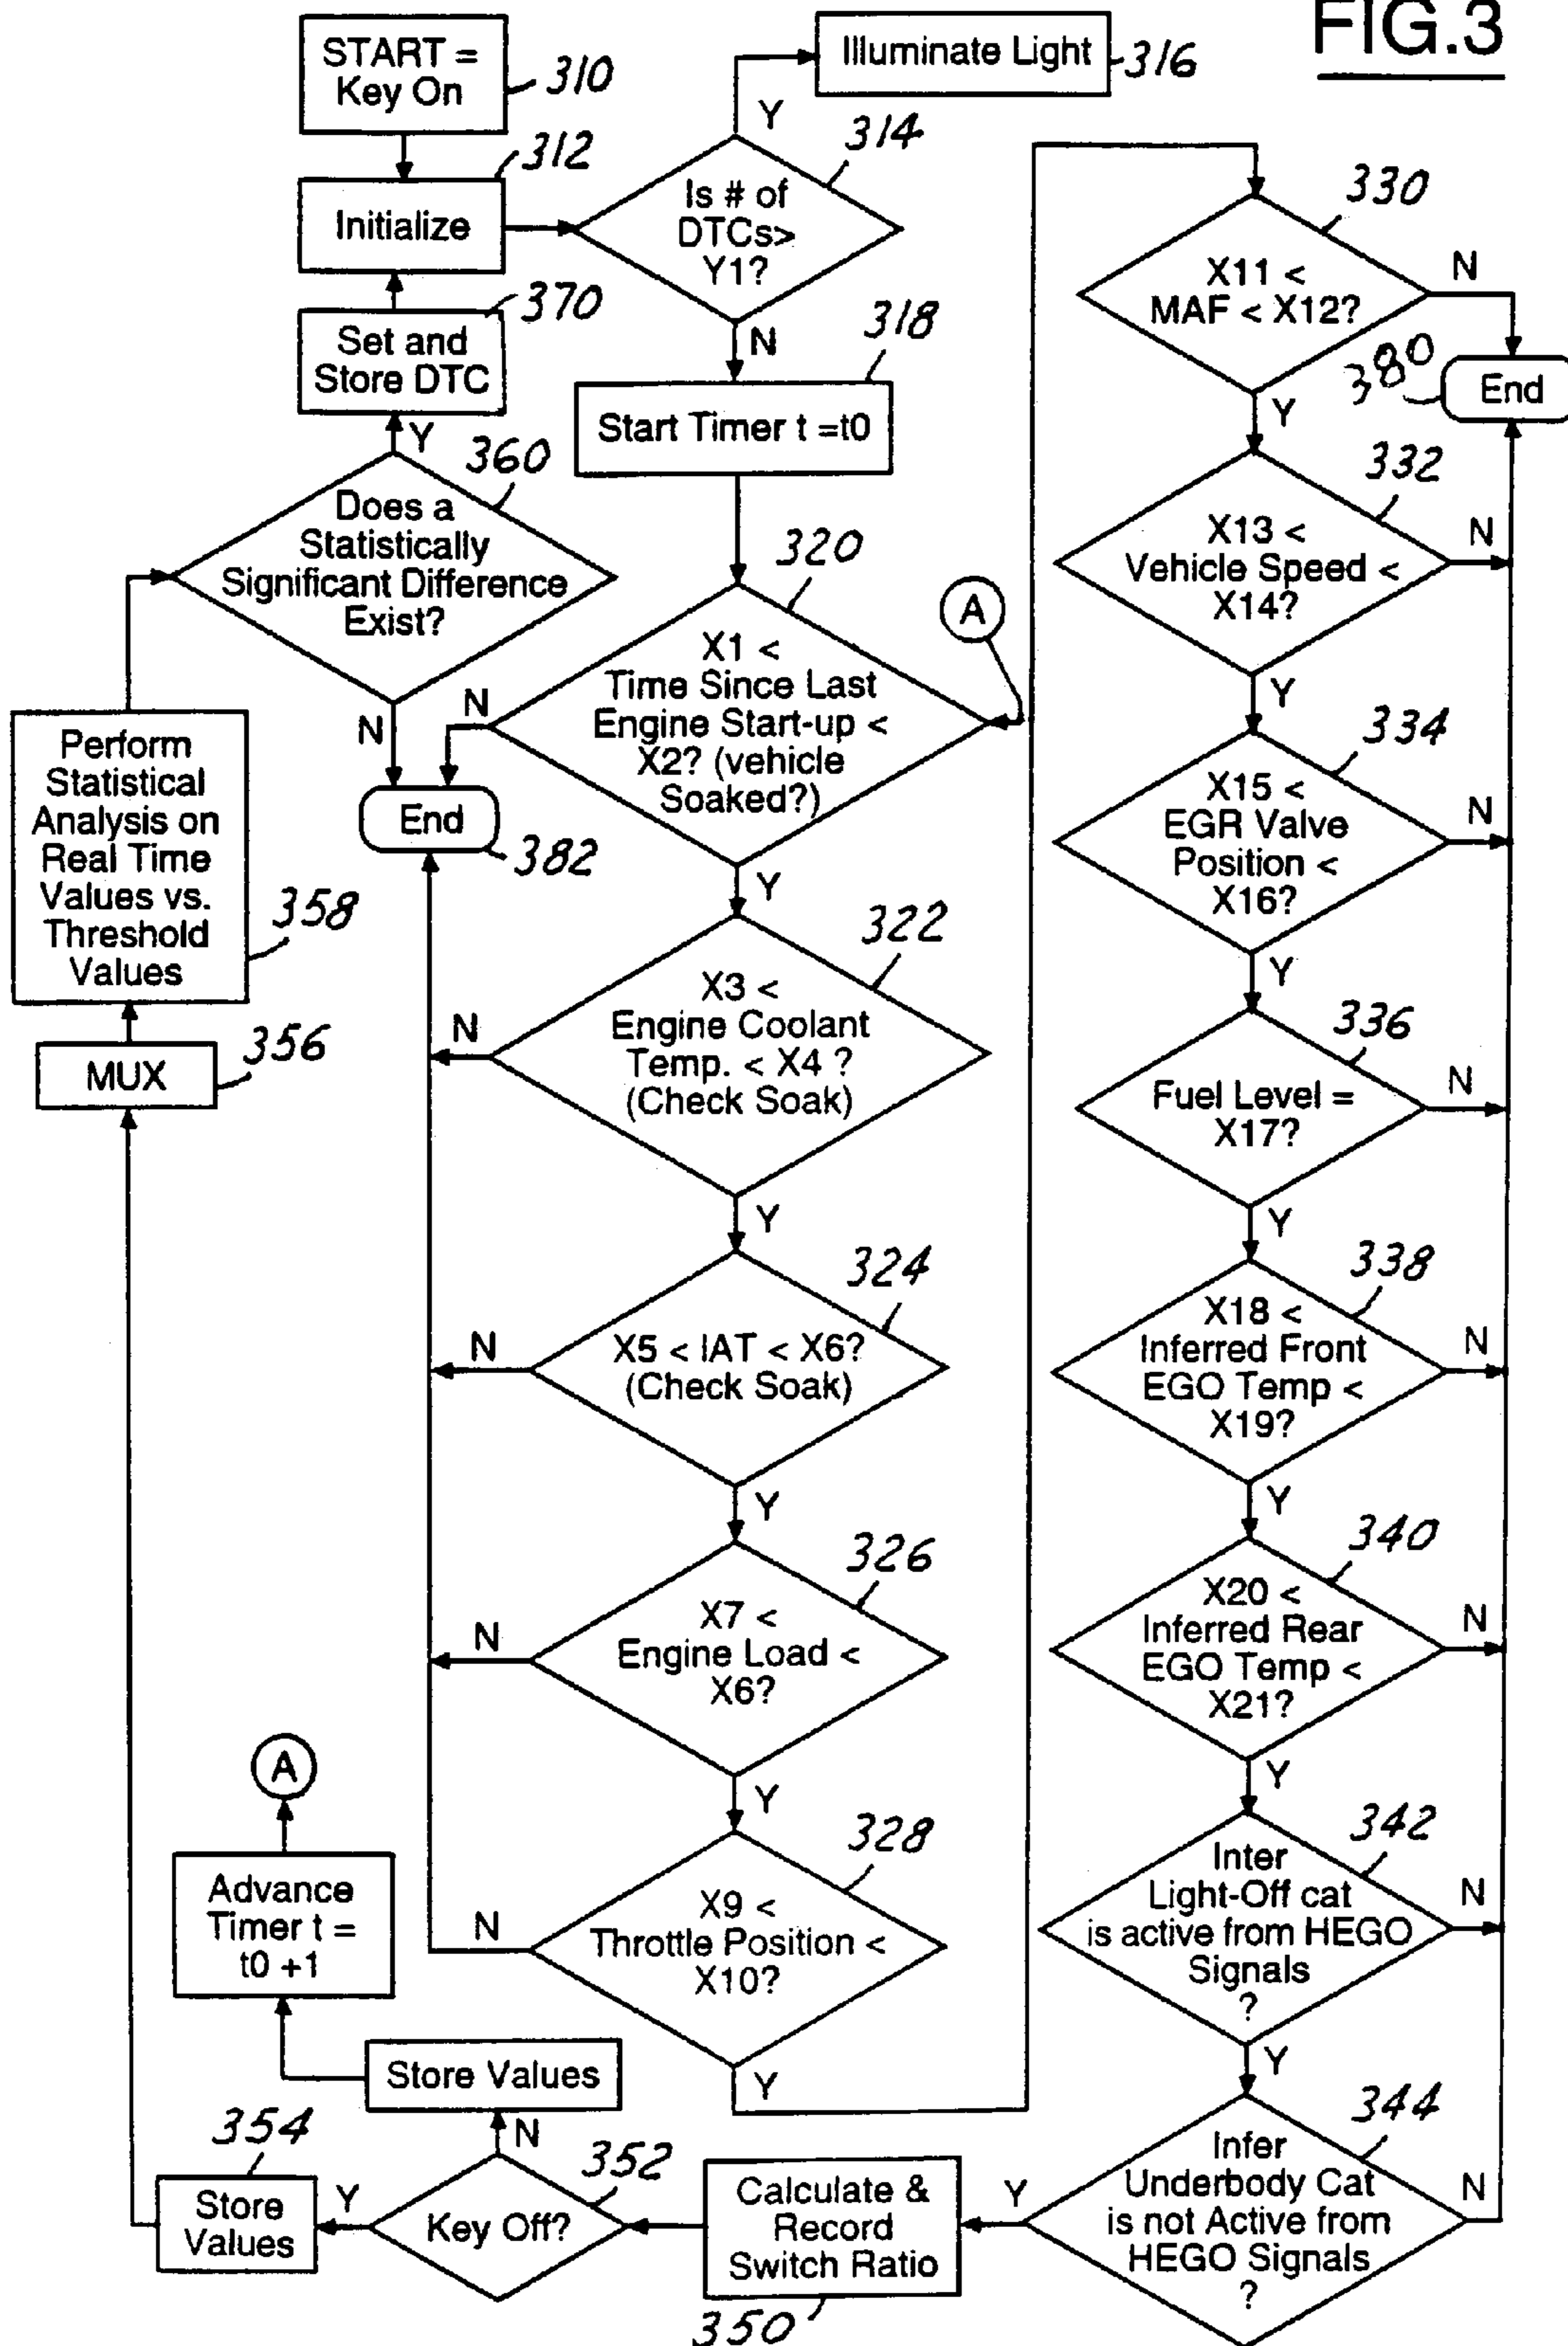 FIG.3
START =
Key On
310
312
Initialize
Illuminate Light
316
Y
314
Is # of
DTCs>
Y1?
N
370
Set and
Store DTC
318
Start Timer t =t0
Y
360
Does a
Statistically
Significant Difference
Exist?
N
320
A
X1 <
Time Since Last
Engine Start-up <
X2? (vehicle
Soaked?)
N
Y
End
382
Perform
Statistical
Analysis on
Real Time
Values vs.
Threshold
Values
358
MUX
356
322
X3 <
Engine Coolant
Temp. < X4 ?
(Check Soak)
N
Y
324
X5 < IAT < X6?
(Check Soak)
N
Y
326
X7 <
Engine Load <
X6?
N
Y
328
X9 <
Throttle Position <
X10?
N
Y
330
X11 <
MAF < X12?
N
380
End
Y
332
X13 <
Vehicle Speed <
X14?
N
Y
334
X15 <
EGR Valve
Position <
X16?
N
Y
336
Fuel Level =
X17?
N
Y
338
X18 <
Inferred Front
EGO Temp <
X19?
N
Y
340
X20 <
Inferred Rear
EGO Temp <
X21?
N
Y
342
Inter
Light-Off cat
is active from HEGO
Signals
?
N
Y
344
Infer
Underbody Cat
is not Active from
HEGO Signals
?
N
Y
Calculate &
Record
Switch Ratio
350
352
Key Off?
N
Y
Store Values
Advance
Timer t =
t0 +1
A
354
Store
Values